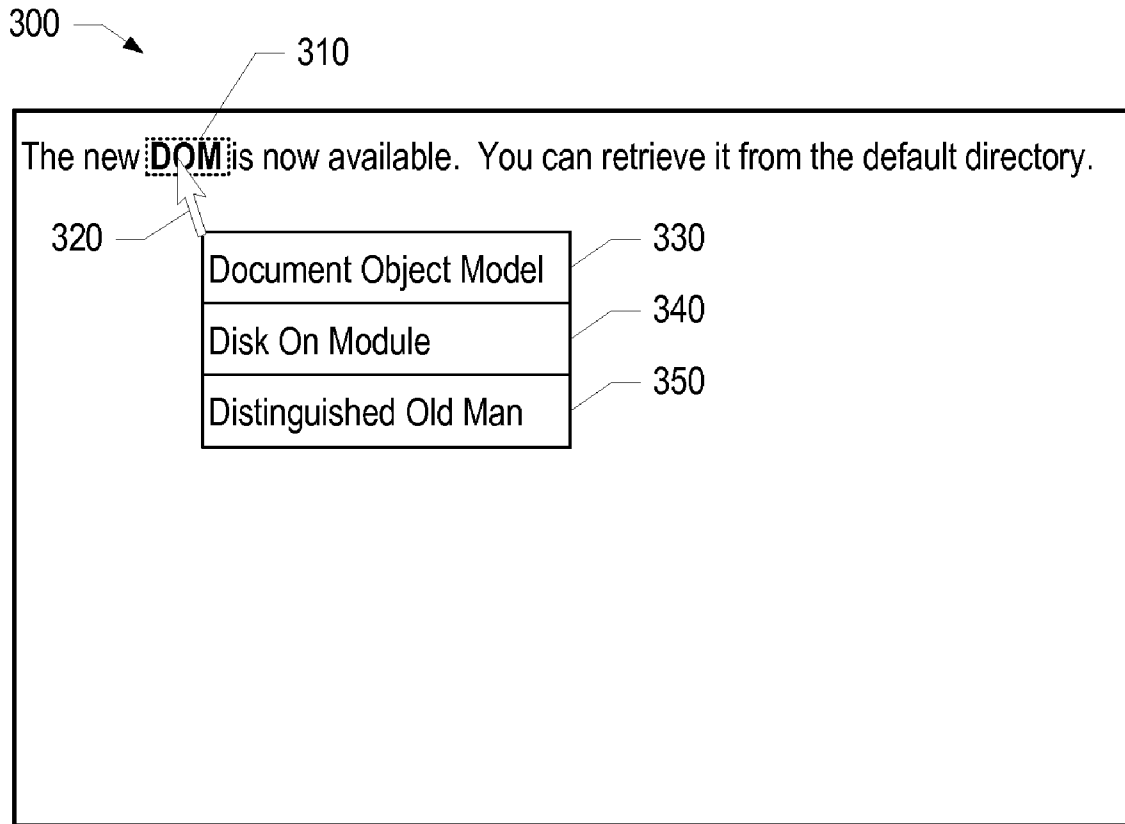 300
310
The new DOM is now available.  You can retrieve it from the default directory.
320
330
Document Object Model
340
Disk On Module
350
Distinguished Old Man